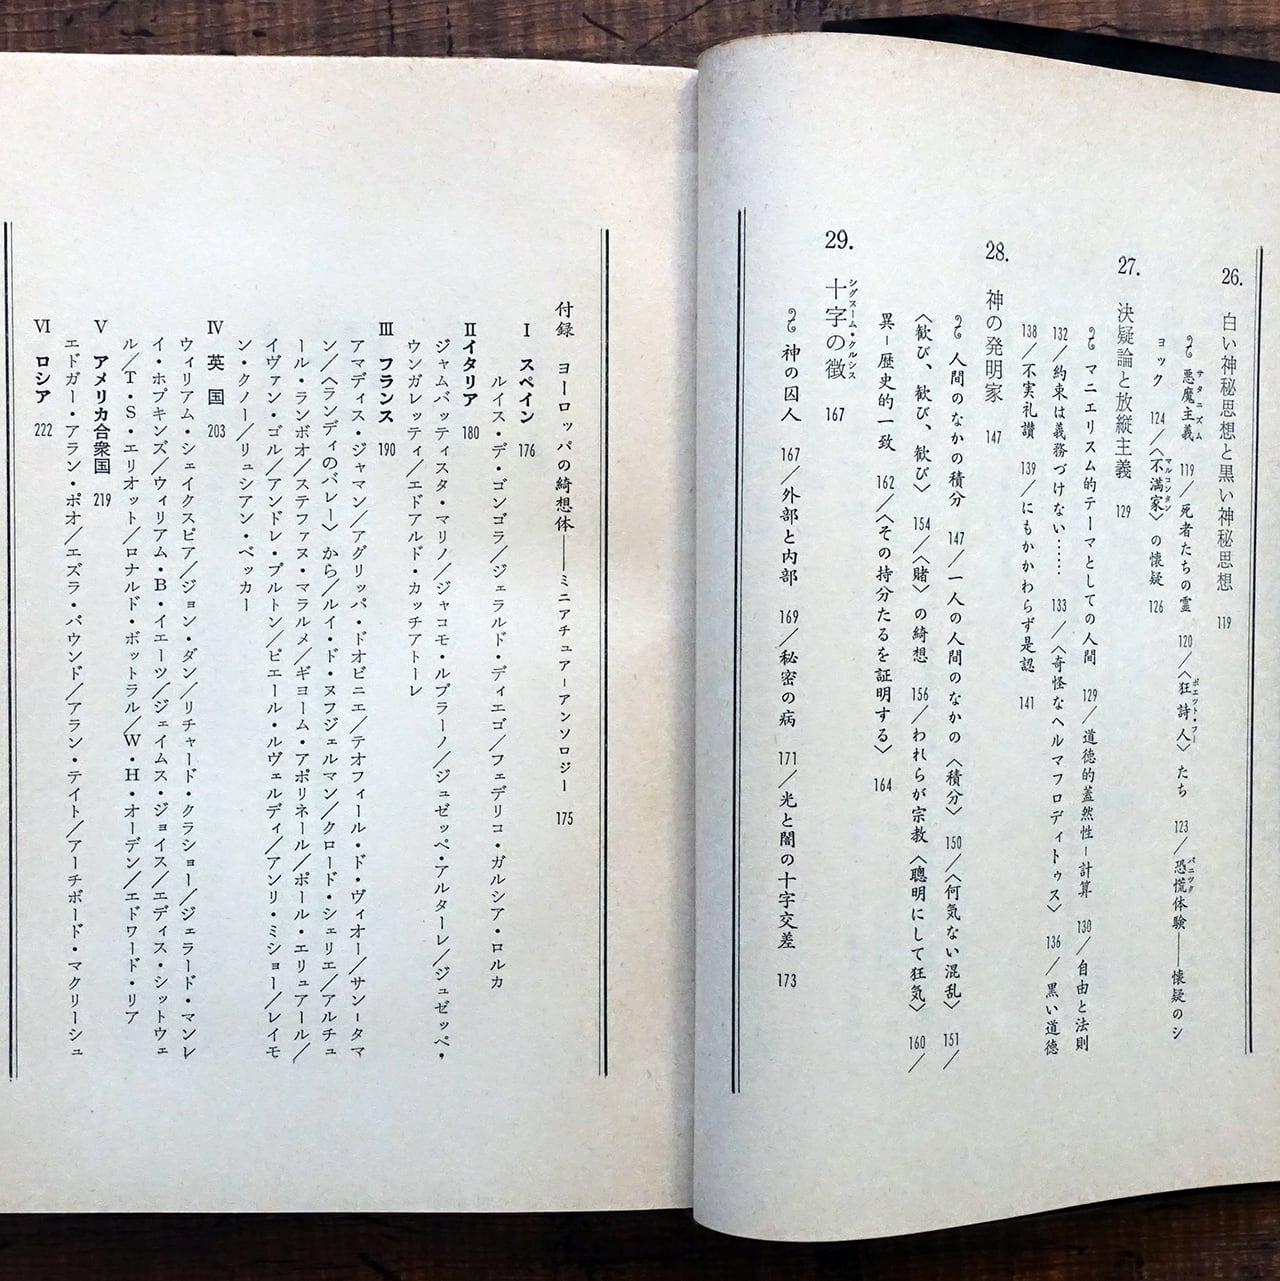 26. 白い神秘思想と黒い神秘思想 119
悪魔主義 119／死者たちの霊 120／〈狂詩人〉たち 123／恐慌体験――懐疑のシ
サタニズム
ポエット・フー
パニック
ョック 124／〈不満家〉の懐疑 126
マルコンタン
27. 決疑論と放縦主義 129
マニエリスム的テーマとしての人間 129／道徳的蓋然性－計算 130／自由と法則
132／約束は義務づけない…… 133／〈奇怪なヘルマフロディトゥス〉 136／黒い道徳
138／不実礼讃 139／にもかかわらず是認 141
28. 神の発明家 147
人間のなかの積分 147／一人の人間のなかの〈積分〉 150／〈何気ない混乱〉 151／
〈歓び、歓び、歓び〉 154／〈賭〉の綺想 156／われらが宗教〈聰明にして狂気〉 160／
異－歴史的一致 162／〈その持分たるを証明する〉 164
29. 十字の徴 167
シグヌーム・クルシス
神の囚人 167／外部と内部 169／秘密の病 171／光と闇の十字交差 173
付録 ヨーロッパの綺想体――ミニアチュアーアンソロジー 175
Ⅰ スペイン 176
ルイス・デ・ゴンゴラ／ジェラルド・ディエゴ／フェデリコ・ガルシア・ロルカ
Ⅱ イタリア 180
ジャムバッティスタ・マリノ／ジャコモ・ルブラーノ／ジュゼッペ・アルターレ／ジュゼッペ・
ウンガレッティ／エドアルド・カッチアトーレ
Ⅲ フランス 190
アマディス・ジャマン／アグリッパ・ドオビニエ／テオフィール・ド・ヴィオー／サン－タマ
ン／〈ランディのバレー〉から／ルイ・ド・ヌフジェルマン／クロード・シェリエ／アルチュ
ール・ランボオ／ステファヌ・マラルメ／ギヨーム・アポリネール／ポール・エリュアール／
イヴァン・ゴル／アンドレ・ブルトン／ピエール・ルヴェルディ／アンリ・ミショー／レイモ
ン・クノー／リュシアン・ベッカー
Ⅳ 英国 203
ウィリアム・シェイクスピア／ジョン・ダン／リチャード・クラショー／ジェラード・マンレ
イ・ホプキンズ／ウィリアム・B・イエーツ／ジェイムス・ジョイス／エディス・シットウェ
ル／T・S・エリオット／ロナルド・ボットラル／W・H・オーデン／エドワード・リア
Ⅴ アメリカ合衆国 219
エドガー・アラン・ポオ／エズラ・パウンド／アラン・テイト／アーチボード・マクリーシュ
Ⅵ ロシア 222